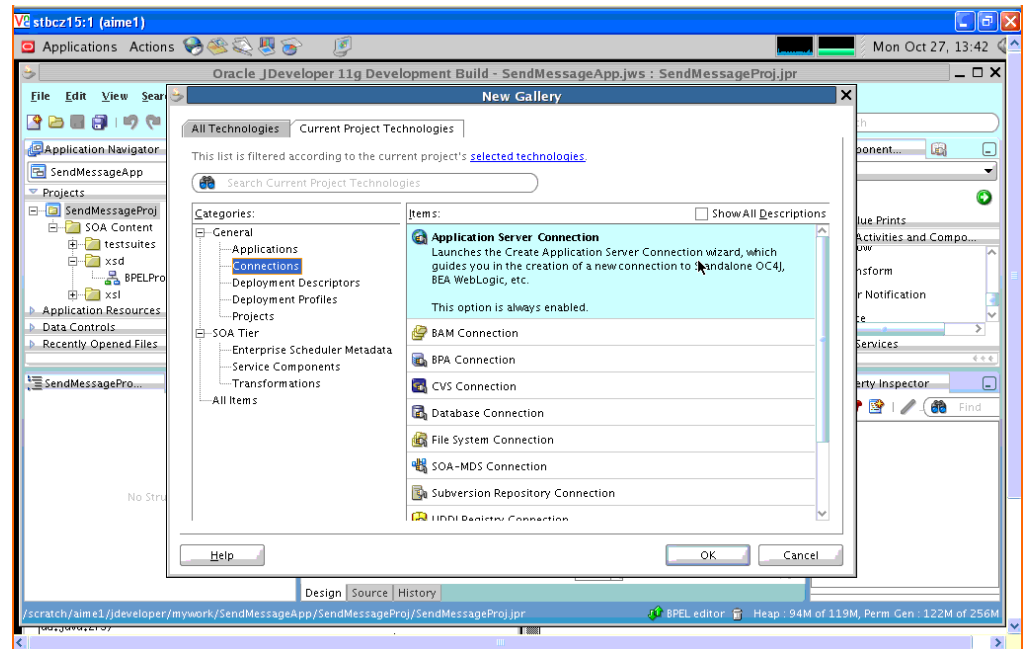 stbcz15:1 (aime1)
Applications Actions
Mon Oct 27, 13:42
Oracle JDeveloper 11g Development Build - SendMessageApp.jws : SendMessageProj.jpr
File Edit View
New Gallery
All Technologies
Current Project Technologies
Application Navigator
This list is filtered according to the current project's selected technologies.
SendMessageApp
Search Current Project Technologies
Projects
SendMessageProj
SOA Content
testsuites
xsd
xsl
Application Resources
Data Controls
Recently Opened Files
Categories:
General
Applications
Connections
Deployment Descriptors
Deployment Profiles
Projects
SOA Tier
Enterprise Scheduler Metadata
Service Components
Transformations
All Items
Items:
Show All Descriptions
Application Server Connection
Launches the Create Application Server Connection wizard, which
guides you in the creation of a new connection to Standalone OC4J,
BEA WebLogic, etc.
This option is always enabled.
BAM Connection
BPA Connection
CVS Connection
Database Connection
File System Connection
SOA-MDS Connection
Subversion Repository Connection
UDDI Registry Connection
ponent...
lue Prints
Activities and Compo...
nsform
r Notification
Services
SendMessagePro...
erty Inspector
Find
No Stru
Help
OK
Cancel
Design Source History
/scratch/aime1/jdeveloper/mywork/SendMessageApp/SendMessageProj/SendMessageProj.jpr
BPEL editor
Heap : 94M of 119M, Perm Gen : 122M of 256M